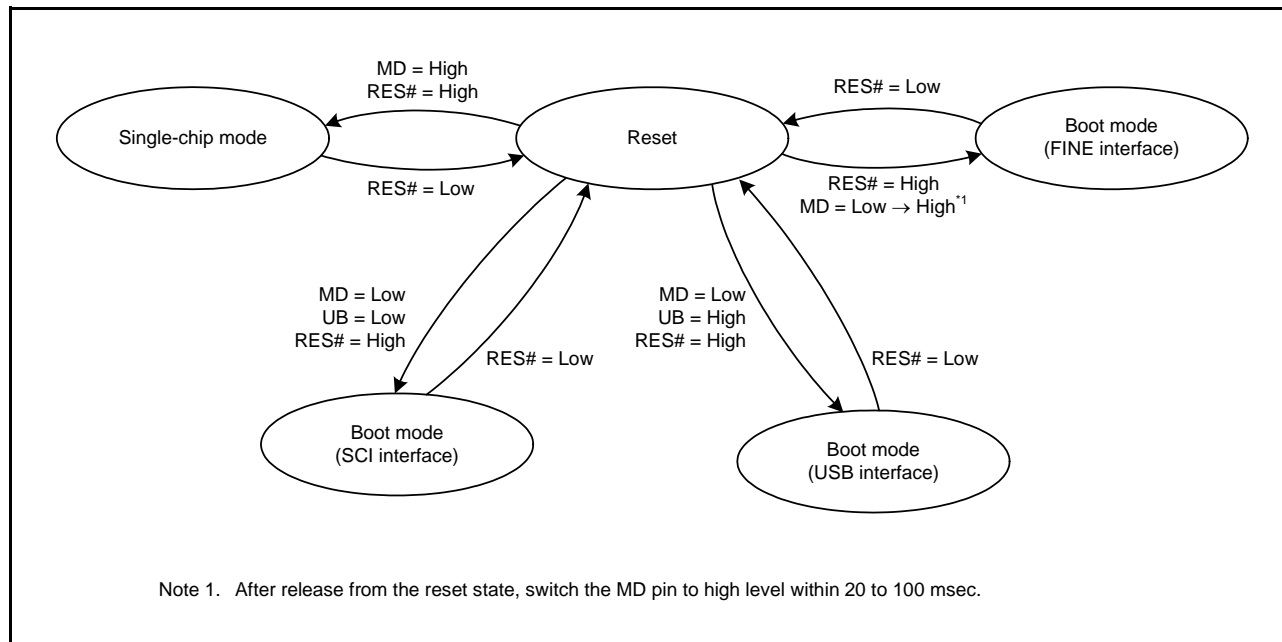 MD = High
RES# = High
RES# = Low
Single-chip mode
Reset
Boot mode
(FINE interface)
RES# = Low
RES# = High
MD = Low → High*1
MD = Low
UB = Low
RES# = High
RES# = Low
MD = Low
UB = High
RES# = High
RES# = Low
Boot mode
(SCI interface)
Boot mode
(USB interface)
Note 1. After release from the reset state, switch the MD pin to high level within 20 to 100 msec.